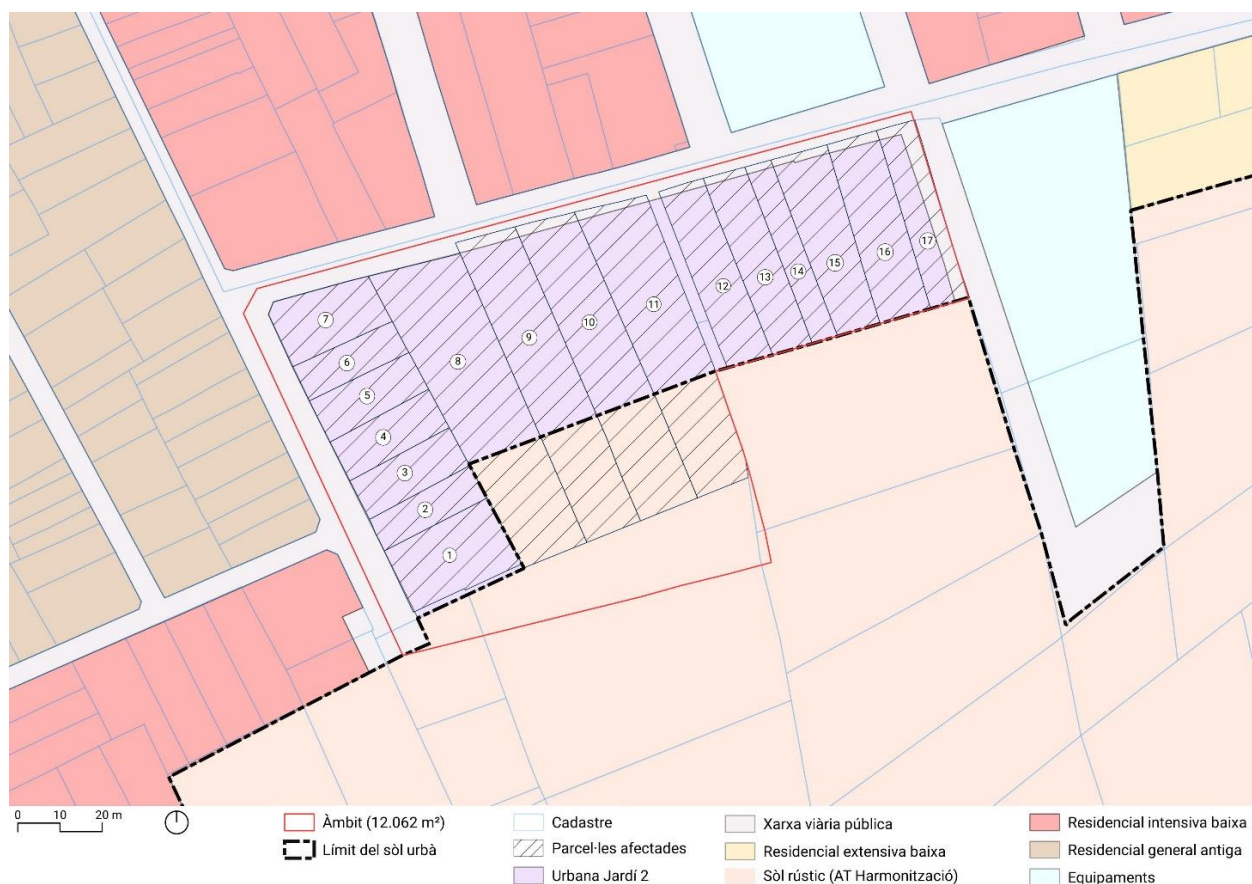 7
6
5
4
3
2
1
8
9
10
11
12
13
14
15
16
17
0 10 20 m
Àmbit (12.062 m²)
Límit del sòl urbà
Cadastre
Parcel·les afectades
Urbana Jardí 2
Xarxa viària pública
Residencial extensiva baixa
Sòl rústic (AT Harmonització)
Residencial intensiva baixa
Residencial general antiga
Equipaments